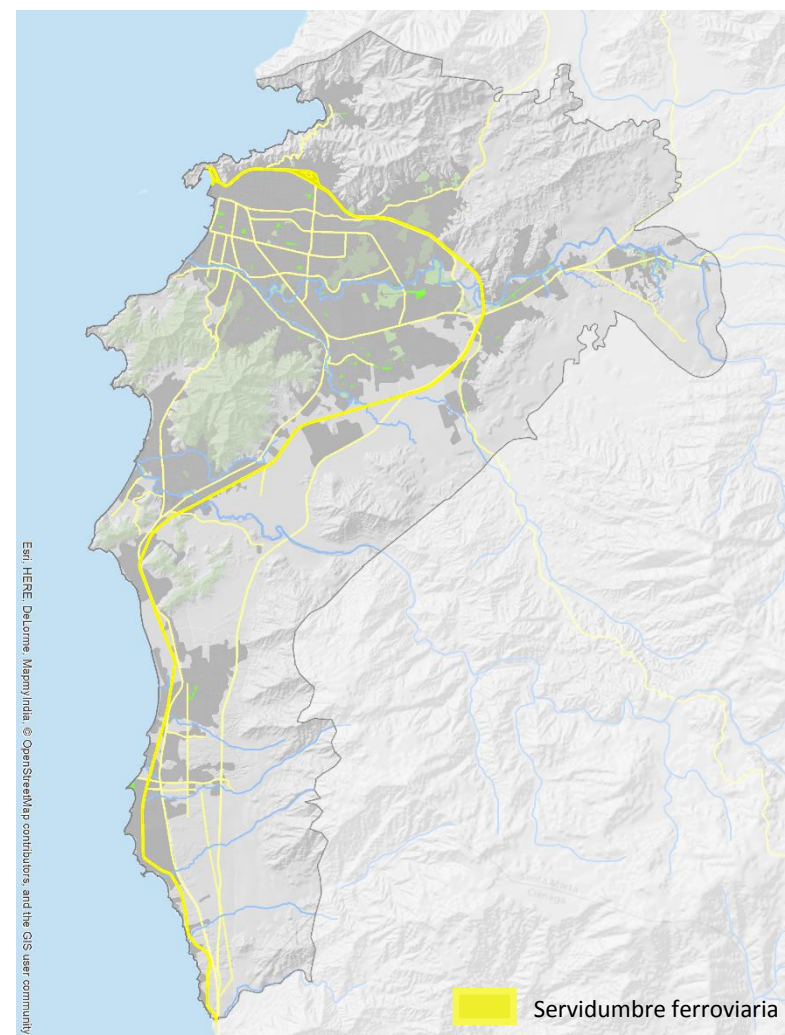 Esri, HERE, DeLorme, MapmyIndia, © OpenStreetMap contributors, and the GIS user community
Servidumbre ferroviaria